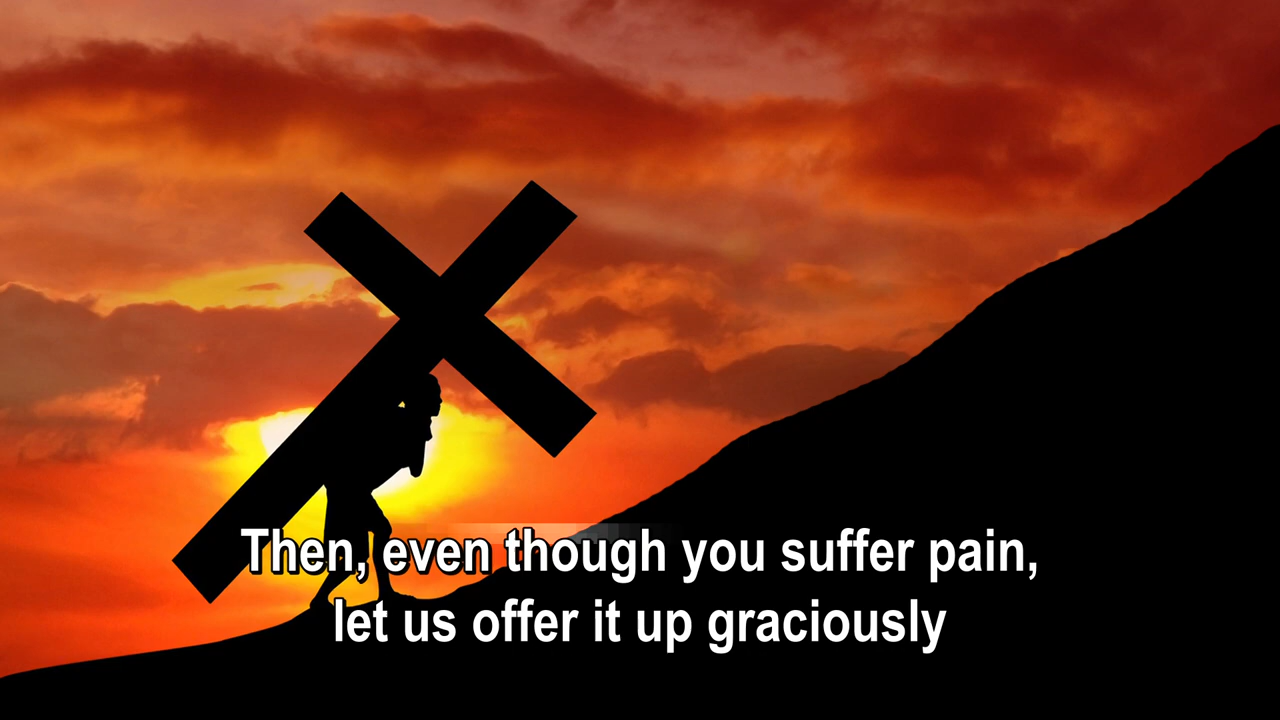 Then, even though you suffer pain,
let us offer it up graciously